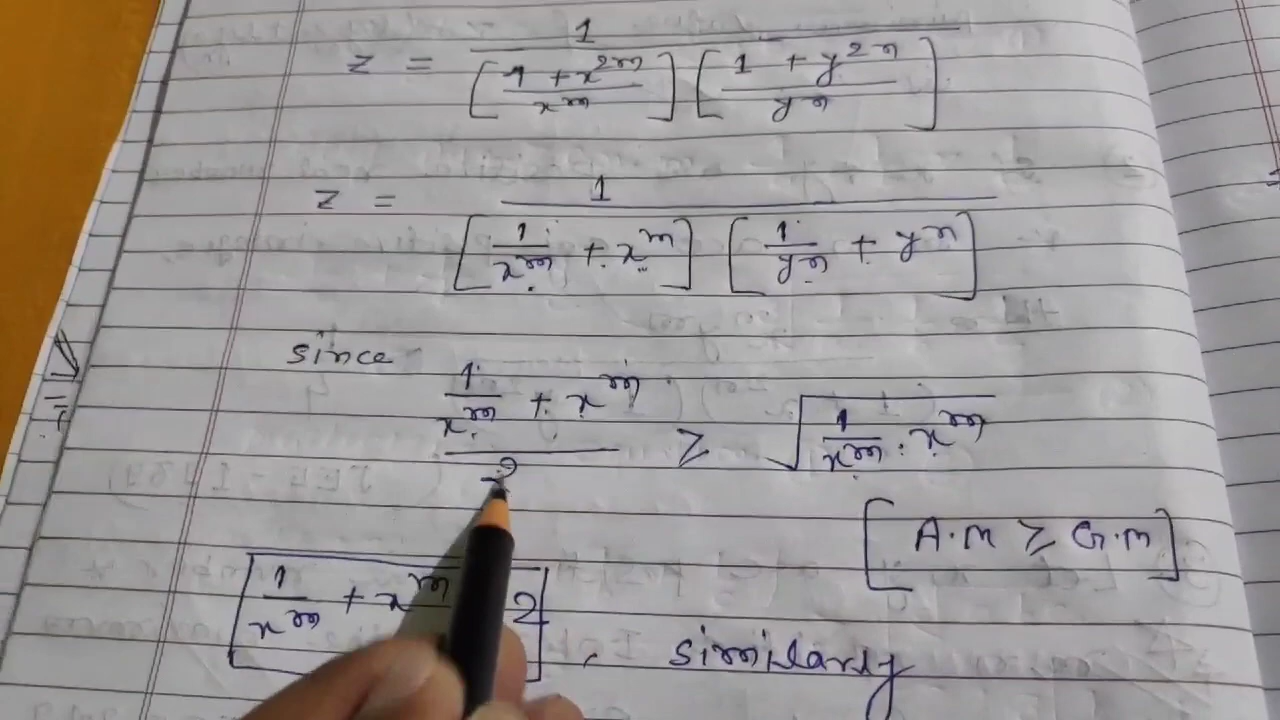 z = 1 / [(1 + x^2m) / x^m] [(1 + y^2n) / y^n]
z = 1 / [1/x^m + x^m] [1/y^n + y^n]
since
(1/x^m + x^m) / 2 ≥ √(1/x^m . x^m)
[A.M ≥ G.M]
1/x^m + x^m 2 , similarly